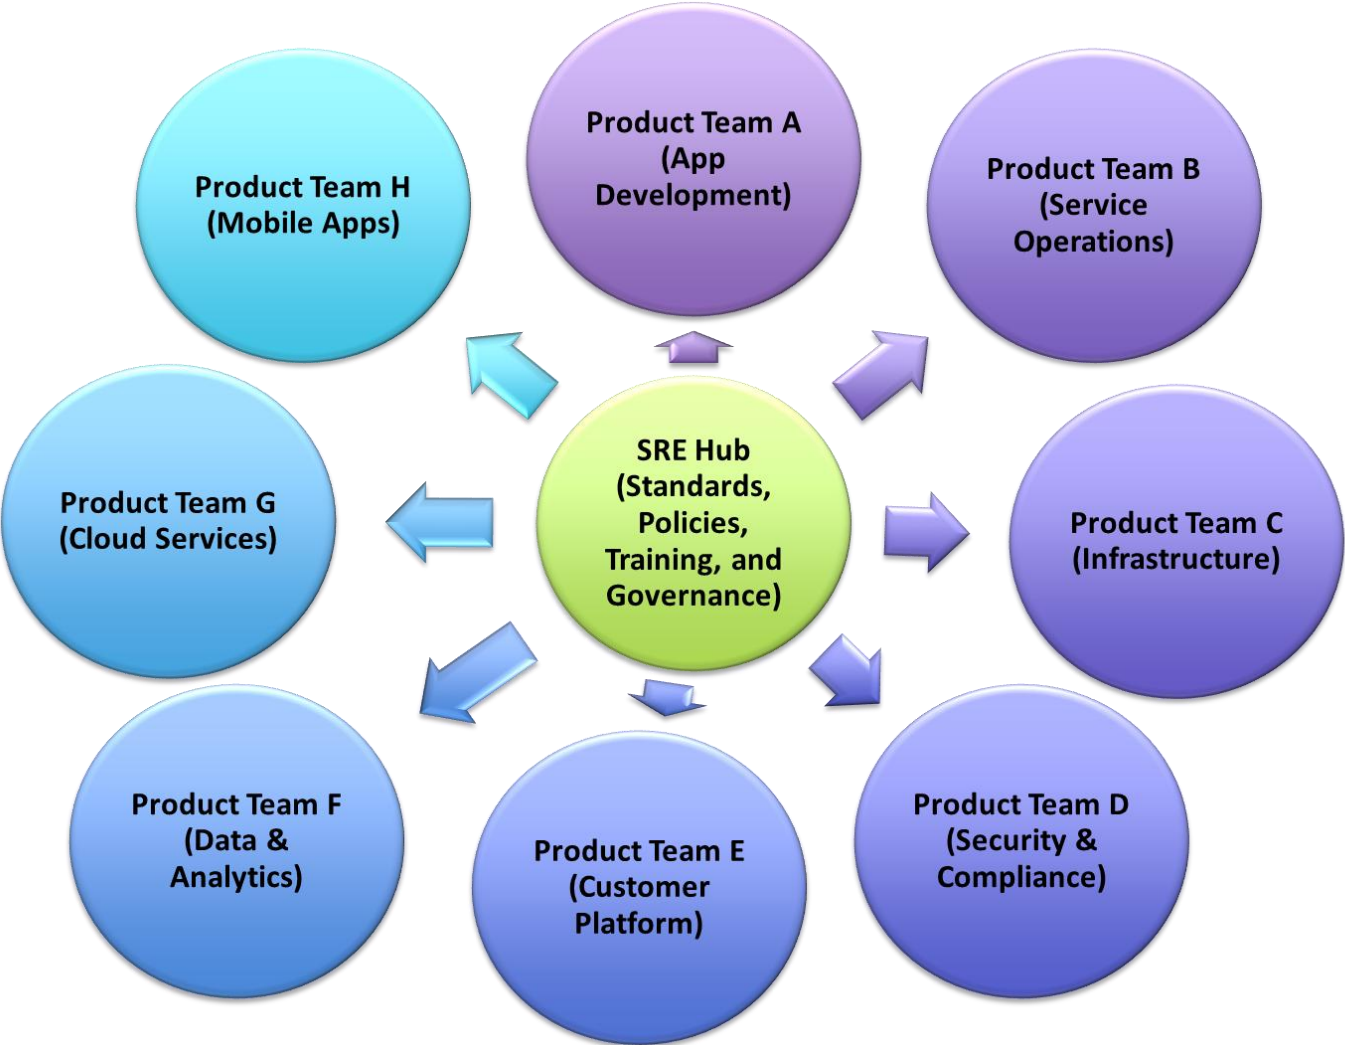 Product Team A
(App
Development)
Product Team B
(Service
Operations)
Product Team C
(Infrastructure)
Product Team D
(Security &
Compliance)
Product Team E
(Customer
Platform)
Product Team F
(Data &
Analytics)
Product Team G
(Cloud Services)
Product Team H
(Mobile Apps)
SRE Hub
(Standards,
Policies,
Training, and
Governance)